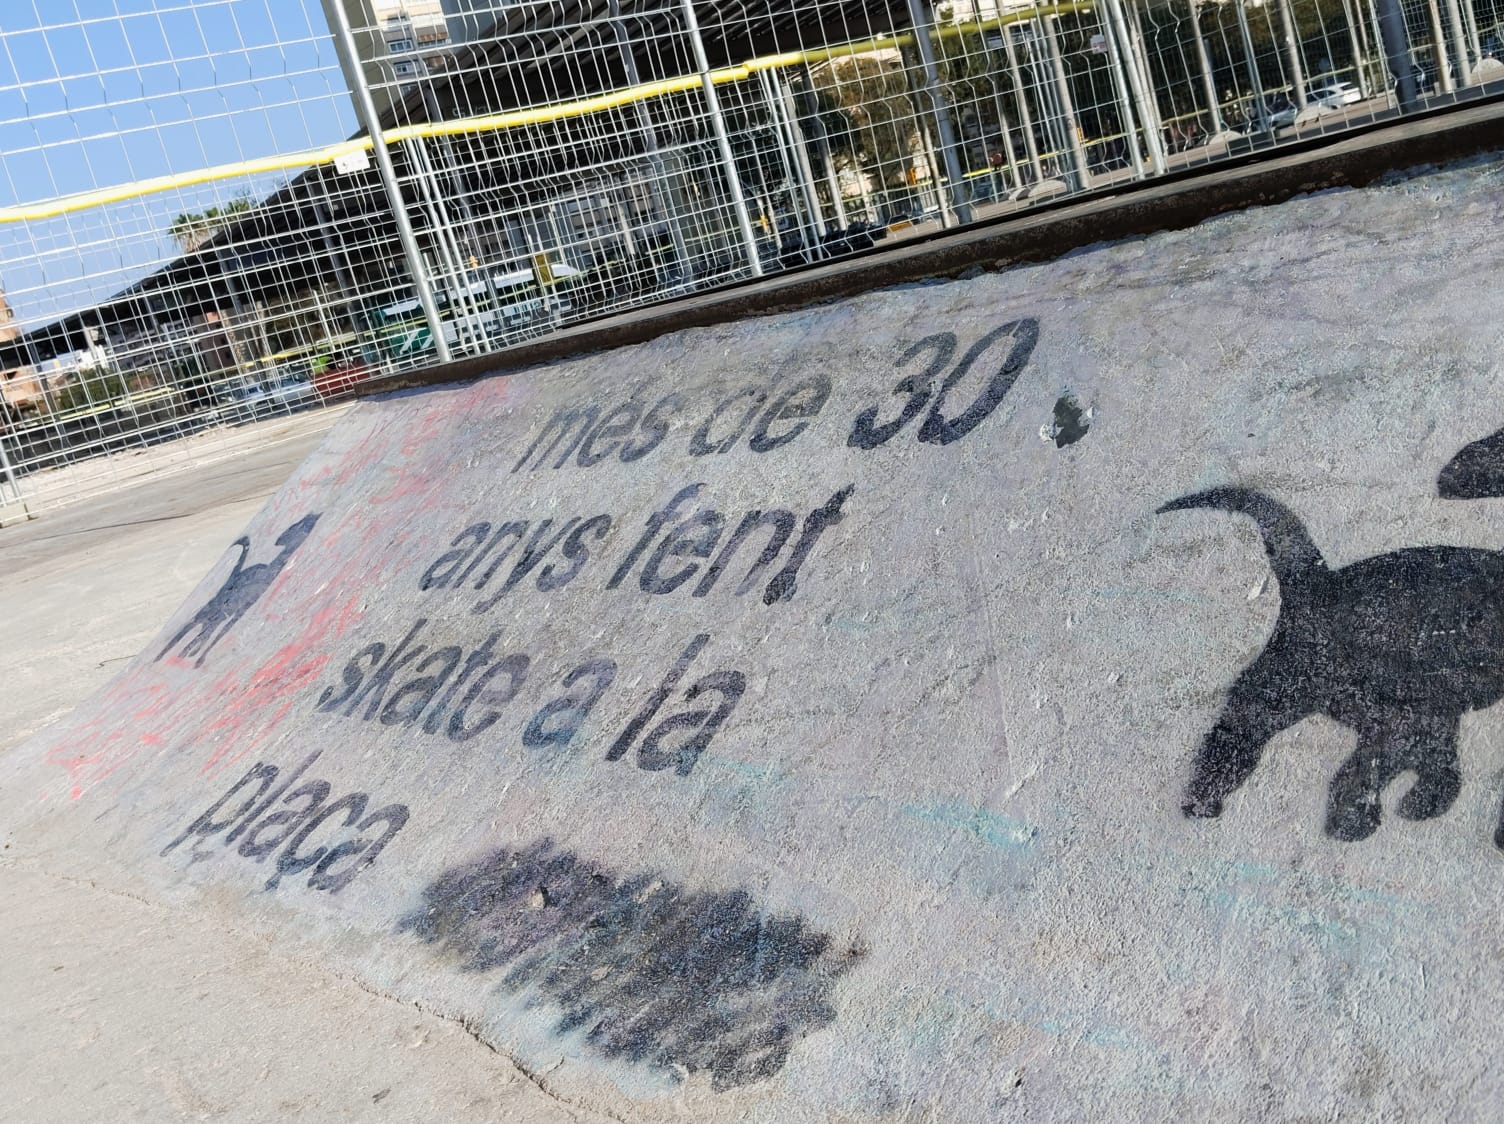 més de 30
anys fent
skate a la
plaça